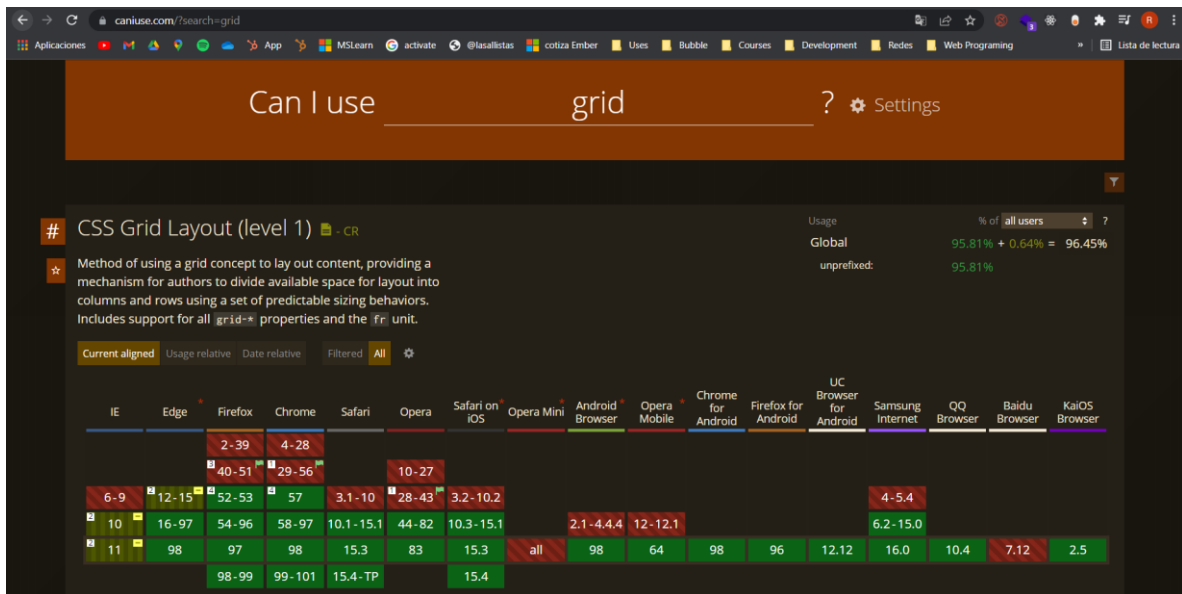 caniuse.com/?search=grid
Aplicaciones App MSLearn activate @lasallistas cotiza Ember Uses Bubble Courses Development Redes Web Programing » Lista de lectura
Can I use grid ? Settings
# CSS Grid Layout (level 1) - CR
Usage % of all users ?
Global 95.81% + 0.64% = 96.45%
unprefixed: 95.81%
Method of using a grid concept to lay out content, providing a
mechanism for authors to divide available space for layout into
columns and rows using a set of predictable sizing behaviors.
Includes support for all grid-* properties and the fr unit.
Current aligned Usage relative Date relative Filtered All
IE Edge * Firefox Chrome Safari Opera Safari on iOS * Opera Mini * Android Browser * Opera Mobile * Chrome for Android Firefox for Android UC Browser for Android Samsung Internet QQ Browser Baidu Browser KaiOS Browser
2-39 4-28
3 40-51 1 29-56 10-27
6-9 2 12-15 4 52-53 4 57 3.1-10 1 28-43 3.2-10.2 4-5.4
2 10 16-97 54-96 58-97 10.1-15.1 44-82 10.3-15.1 2.1-4.4.4 12-12.1 6.2-15.0
2 11 98 97 98 15.3 83 15.3 all 98 64 98 96 12.12 16.0 10.4 7.12 2.5
98-99 99-101 15.4-TP 15.4